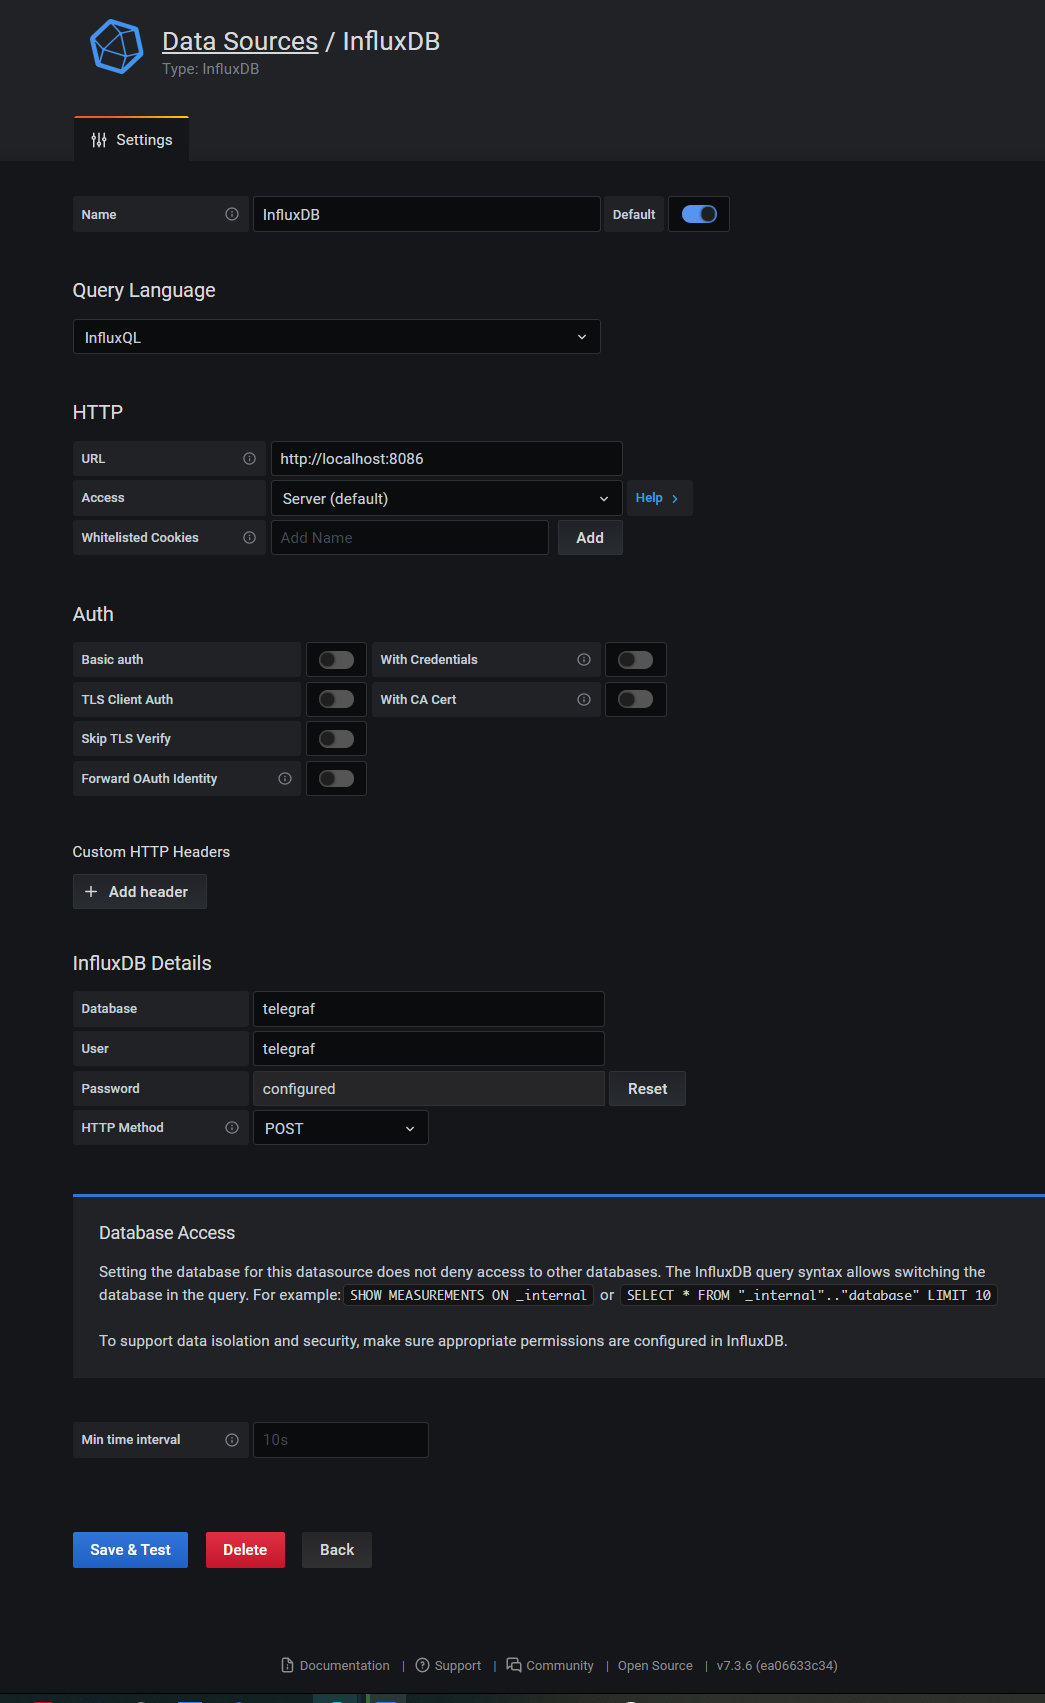 Data Sources / InfluxDB
Type: InfluxDB
Settings
Name InfluxDB Default
Query Language
InfluxQL
HTTP
URL http://localhost:8086
Access Server (default) Help
Whitelisted Cookies Add Name Add
Auth
Basic auth With Credentials
TLS Client Auth With CA Cert
Skip TLS Verify
Forward OAuth Identity
Custom HTTP Headers
Add header
InfluxDB Details
Database telegraf
User telegraf
Password configured Reset
HTTP Method POST
Database Access
Setting the database for this datasource does not deny access to other databases. The InfluxDB query syntax allows switching the
database in the query. For example: SHOW MEASUREMENTS ON _internal or SELECT * FROM "_internal".."database" LIMIT 10
To support data isolation and security, make sure appropriate permissions are configured in InfluxDB.
Min time interval 10s
Save & Test Delete Back
Documentation | Support | Community | Open Source | v7.3.6 (ea06633c34)